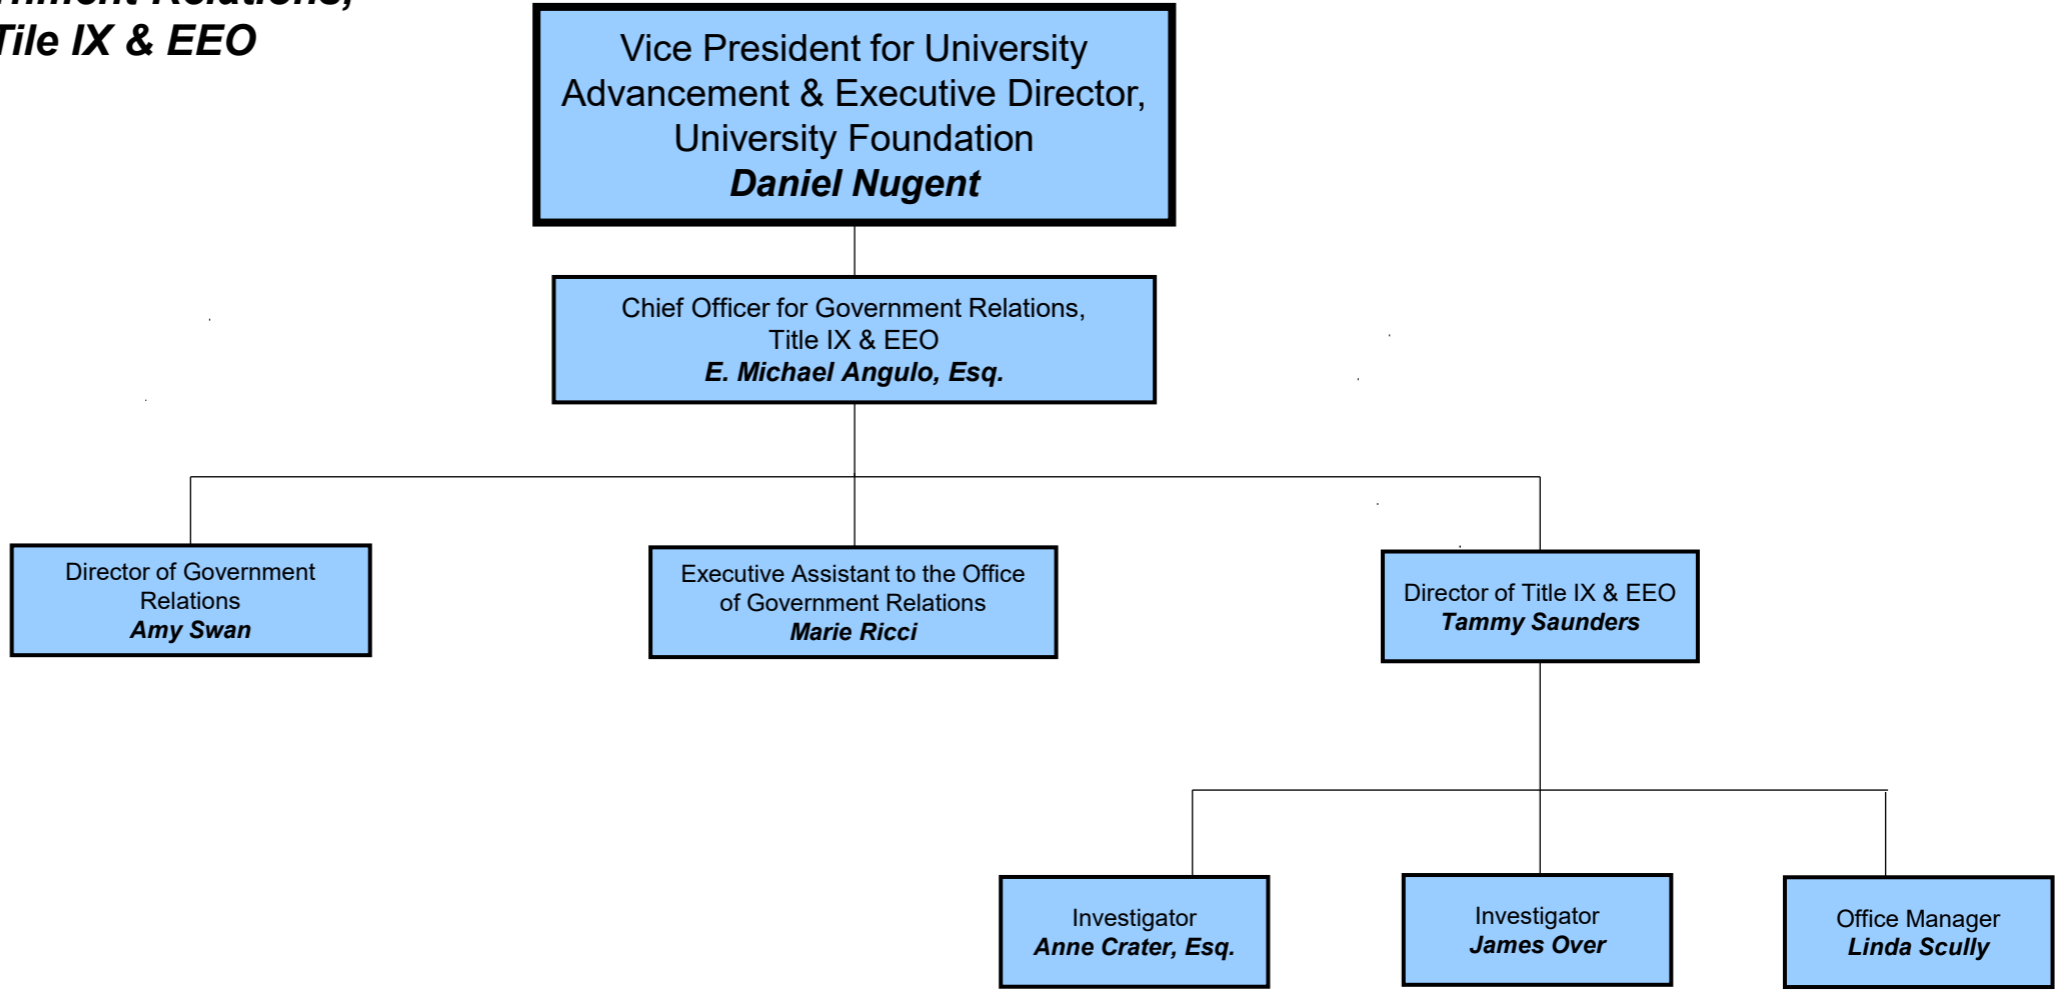 Relations,
Tile IX & EEO
Vice President for University
Advancement & Executive Director,
University Foundation
Daniel Nugent
Chief Officer for Government Relations,
Title IX & EEO
E. Michael Angulo, Esq.
Director of Government
Relations
Amy Swan
Executive Assistant to the Office
of Government Relations
Marie Ricci
Director of Title IX & EEO
Tammy Saunders
Investigator
Anne Crater, Esq.
Investigator
James Over
Office Manager
Linda Scully